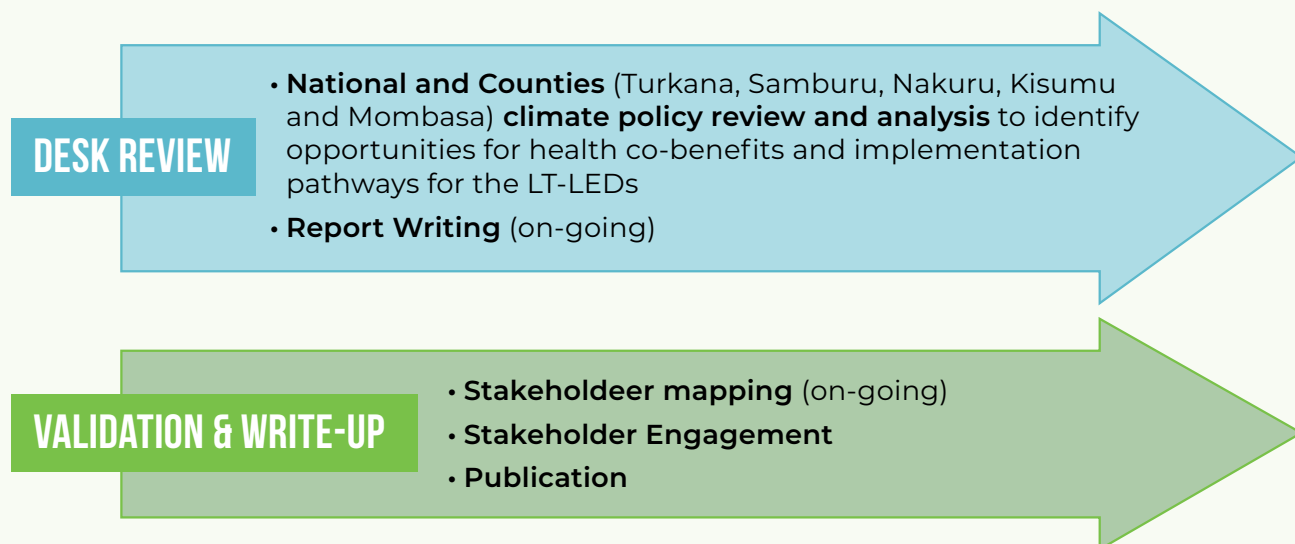 DESK REVIEW
• National and Counties (Turkana, Samburu, Nakuru, Kisumu
and Mombasa) climate policy review and analysis to identify
opportunities for health co-benefits and implementation
pathways for the LT-LEDs
• Report Writing (on-going)
VALIDATION & WRITE-UP
• Stakeholdeer mapping (on-going)
• Stakeholder Engagement
• Publication